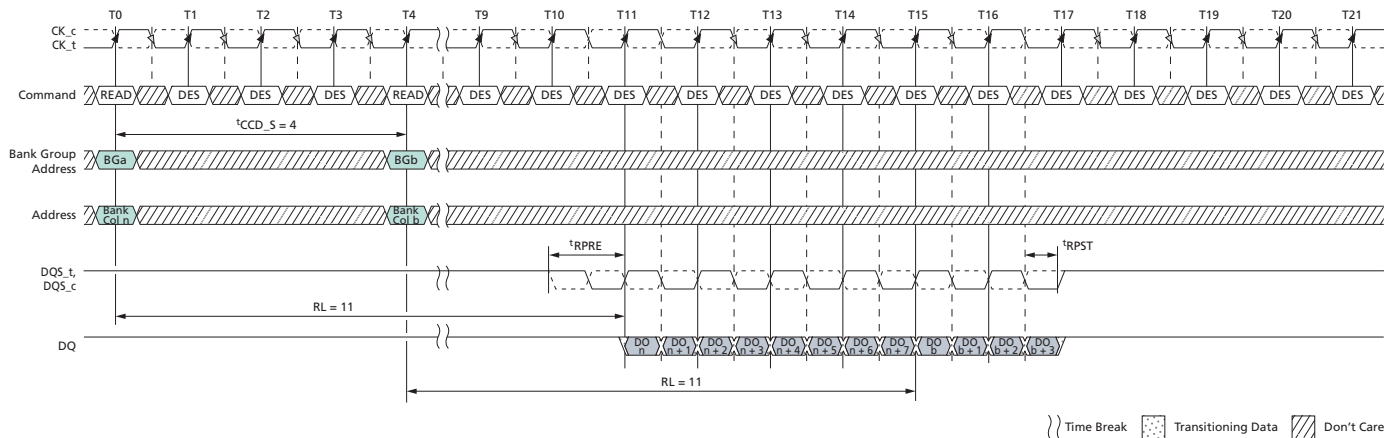 T0 T1 T2 T3 T4 T9 T10 T11 T12 T13 T14 T15 T16 T17 T18 T19 T20 T21
CK_c
CK_t
Command READ DES DES DES READ DES DES DES DES DES DES DES DES DES DES DES DES DES
tCCD_S = 4
Bank Group
Address
BGa BGb
Address
Bank
Col n
Bank
Col b
tRPRE tRPST
DQS_t,
DQS_c
RL = 11
DQ
DO
n
DO
n + 1
DO
n + 2
DO
n + 3
DO
n + 4
DO
n + 5
DO
n + 6
DO
n + 7
DO
b
DO
b + 1
DO
b + 2
DO
b + 3
RL = 11
Time Break Transitioning Data Don't Care